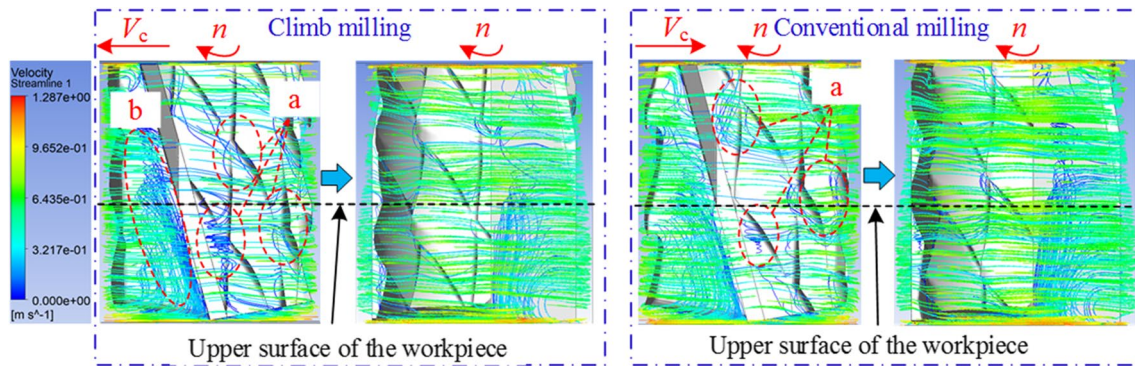 Velocity
Streamline 1
1.287e+00
9.652e-01
6.435e-01
3.217e-01
0.000e+00
[m s^-1]
Vc
n
Climb milling
n
b
a
Upper surface of the workpiece
Vc
n
Conventional milling
n
a
Upper surface of the workpiece